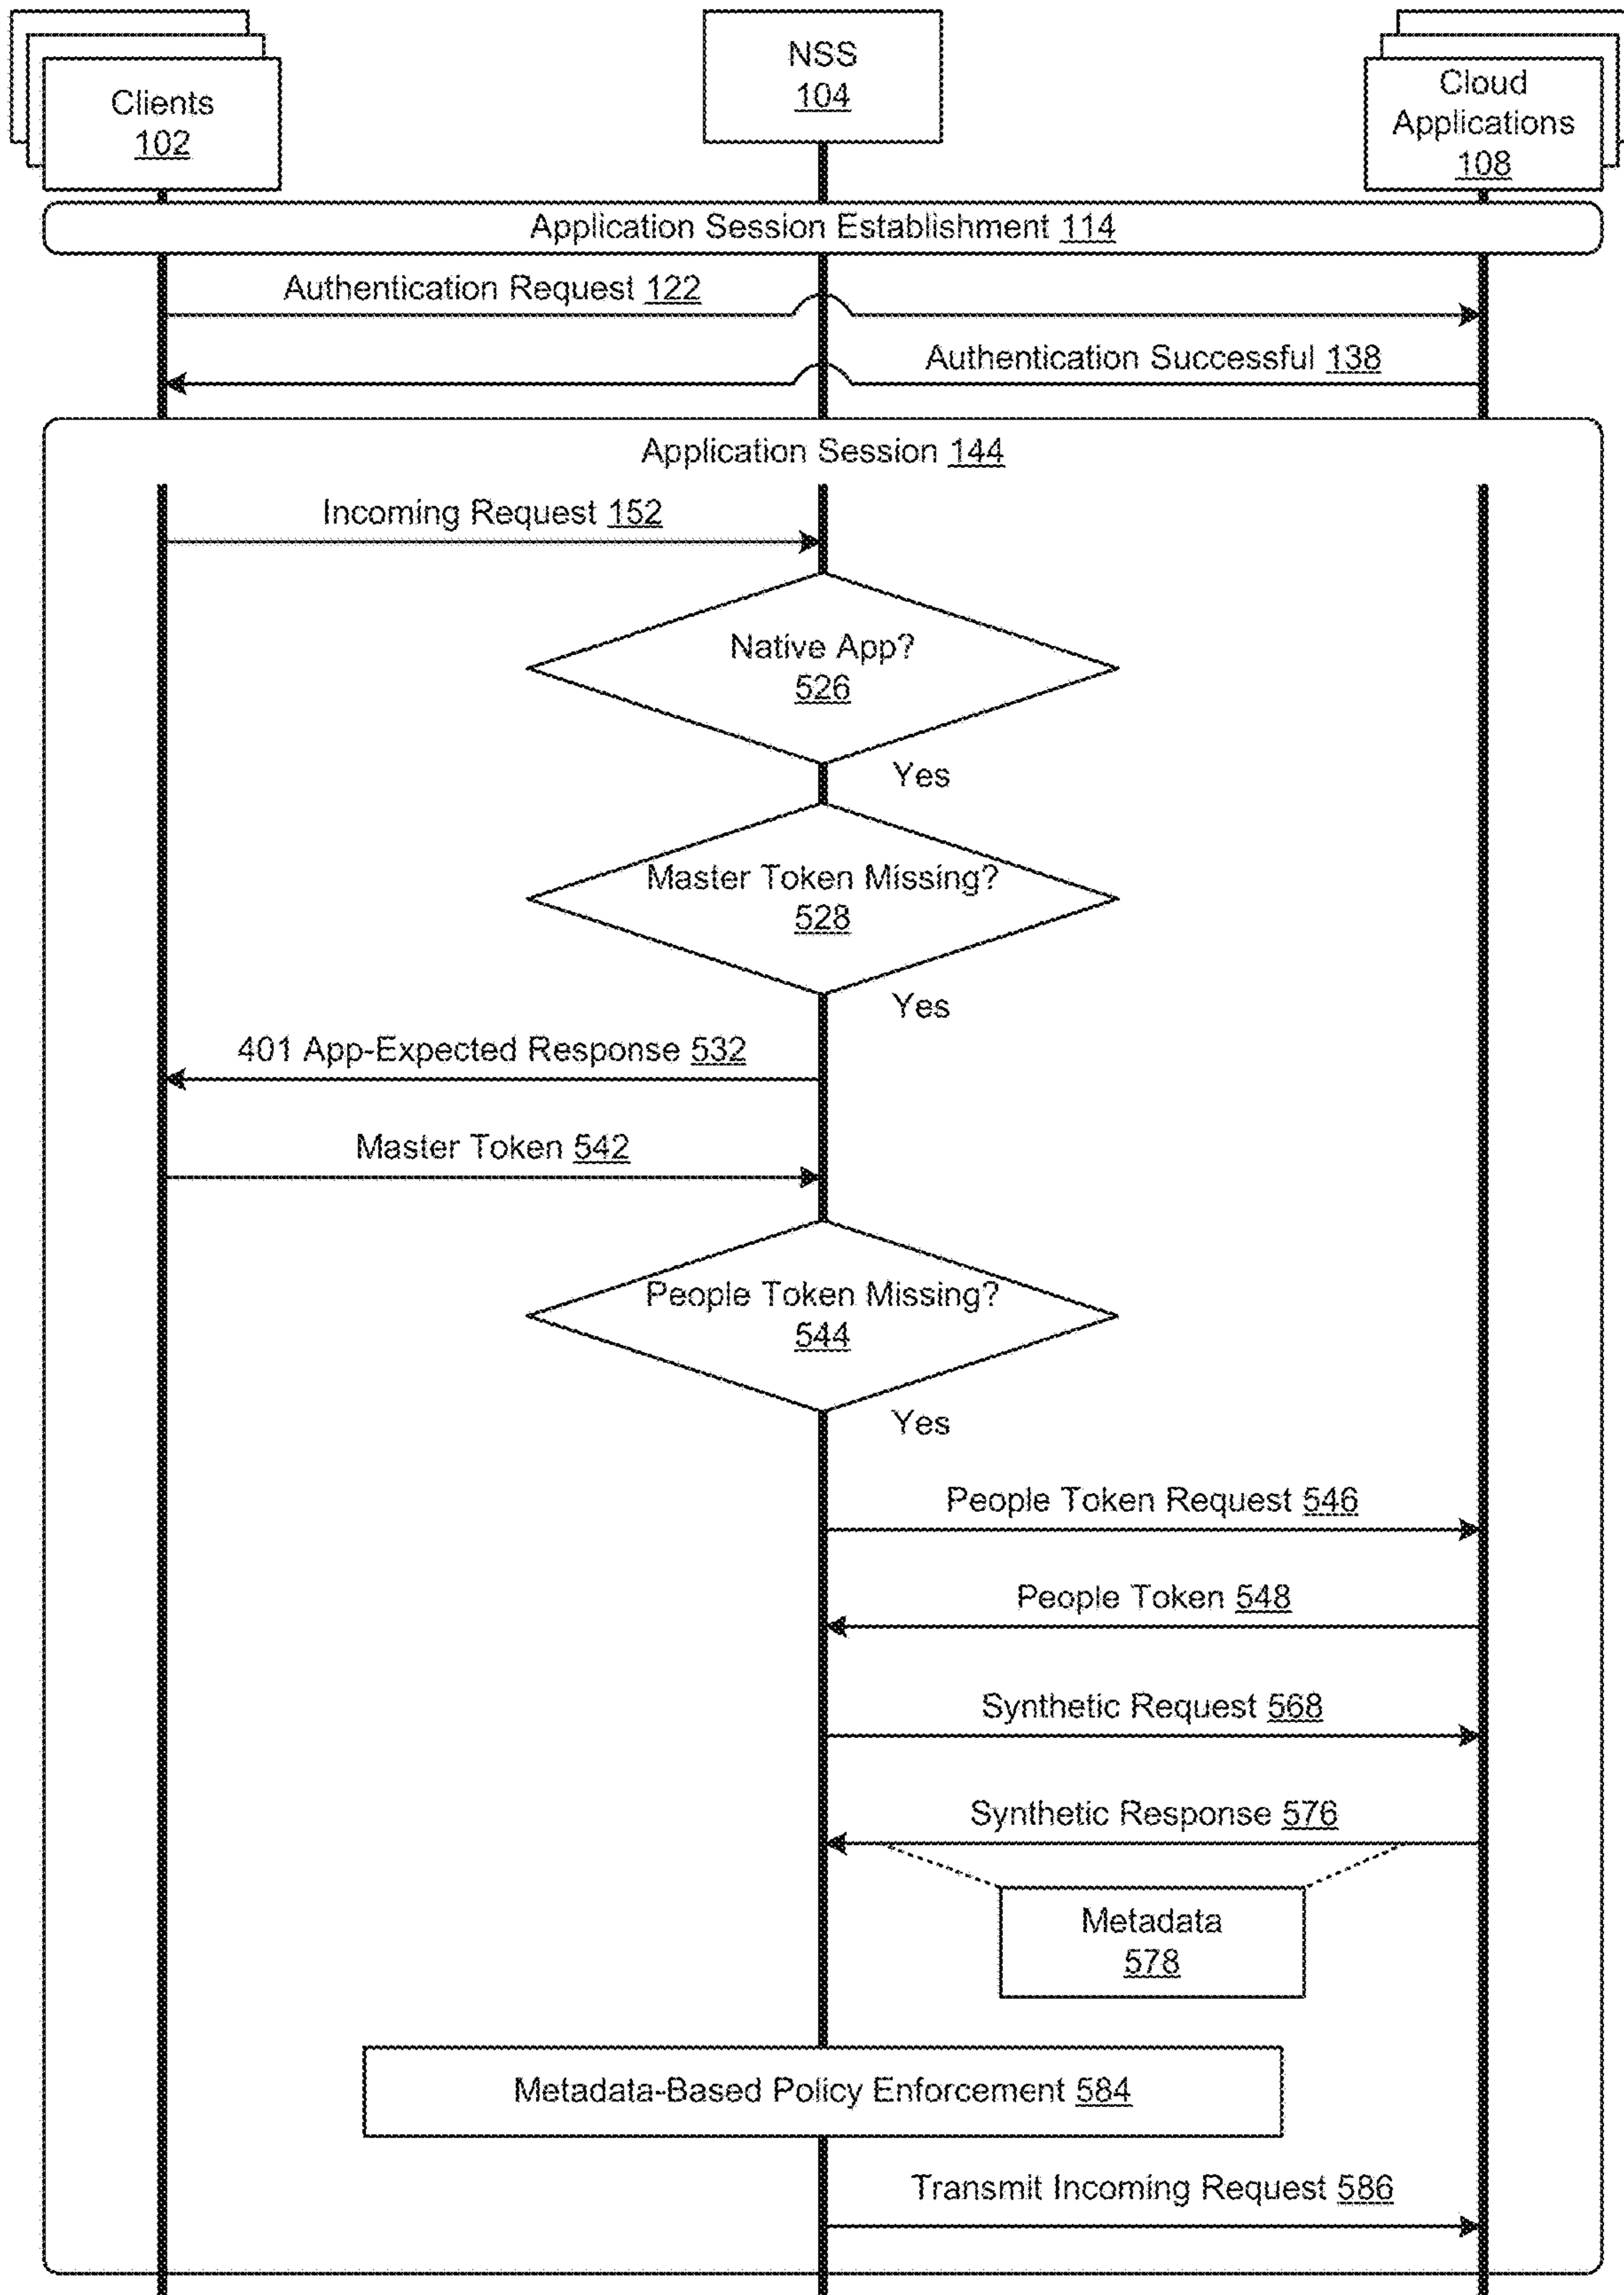 Clients
102
NSS
104
Cloud
Applications
108
Application Session Establishment 114
Authentication Request 122
Authentication Successful 138
Application Session 144
Incoming Request 152
Native App?
526
Yes
Master Token Missing?
528
Yes
401 App-Expected Response 532
Master Token 542
People Token Missing?
544
Yes
People Token Request 546
People Token 548
Synthetic Request 568
Synthetic Response 576
Metadata
578
Metadata-Based Policy Enforcement 584
Transmit Incoming Request 586